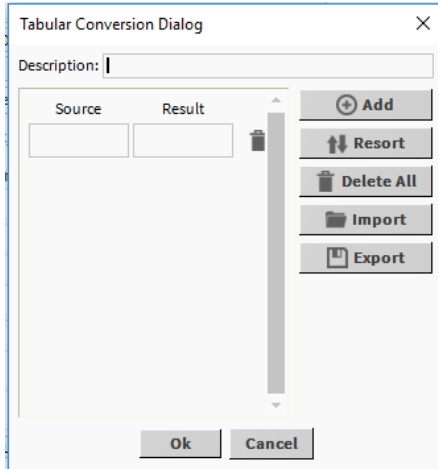 Tabular Conversion Dialog
Description:
Source Result
Add
Resort
Delete All
Import
Export
Ok Cancel